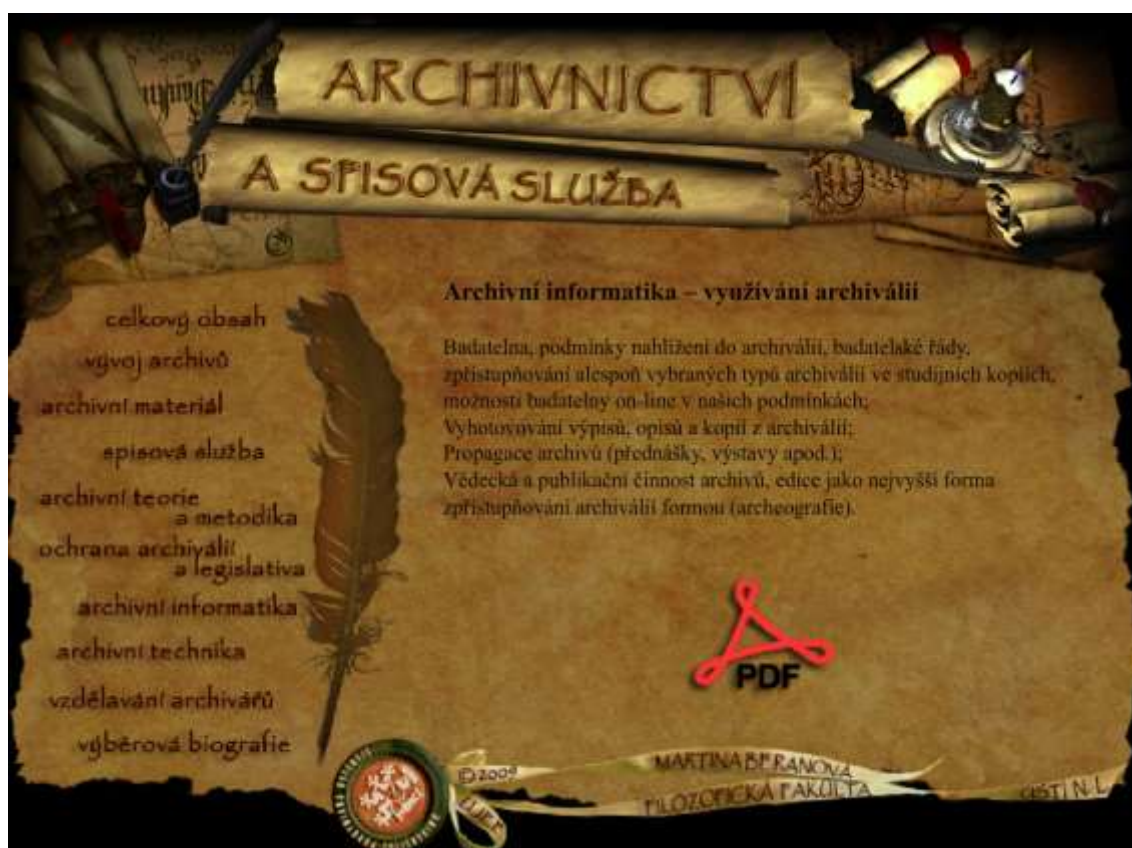 ARCHIVNICTVÍ
A SPISOVÁ SLUŽBA
celkový obsah
vývoj archivů
archivní materiál
spisová služba
archivní teorie
a metodika
ochrana archiválií
a legislativa
archivní informatika
archivní technika
vzdělavání archivářů
výběrová biografie
Archivní informatika – využívání archiválií
Badatelna, podmínky nahlížení do archiválií, badatelské řády,
zpřístupňování alespoň vybraných typů archiválií ve studijních kopiích,
možnosti badatelny on-line v našich podmínkách;
Vyhotovování výpisů, opisů a kopií z archiválií;
Propagace archivů (přednášky, výstavy apod.);
Vědecká a publikační činnost archivů, edice jako nejvyšší forma
zpřístupňování archiválií formou (archeografie).
PDF
© 2009
UJEP
MARTINA BERANOVÁ
FILOZOFICKÁ FAKULTA
ÚSTÍ N. L.